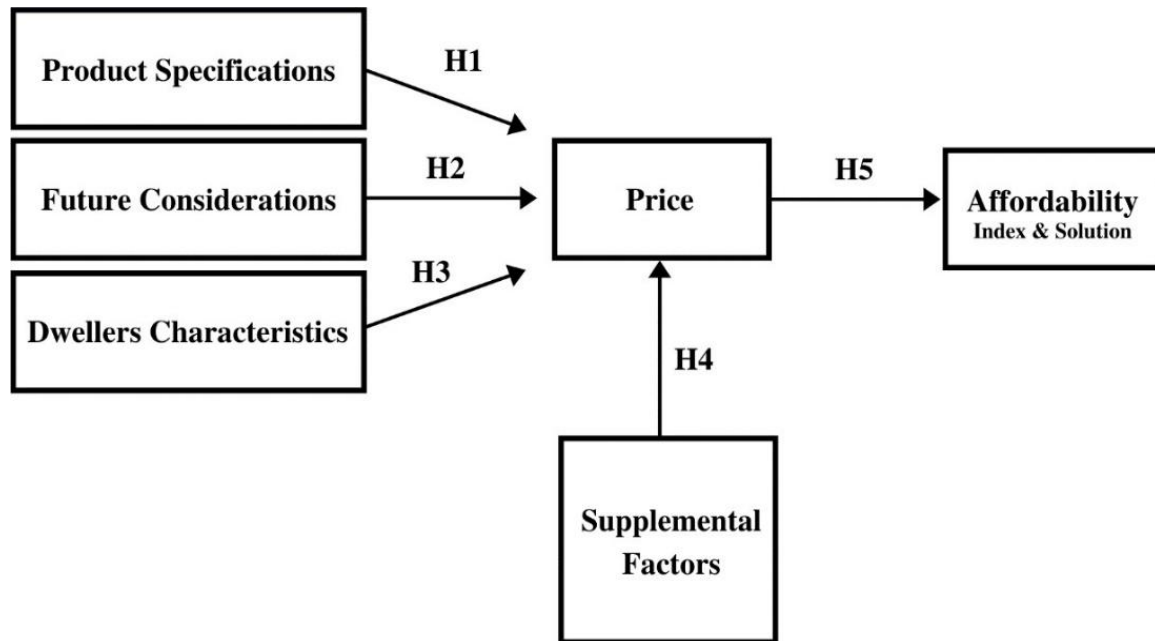 Product Specifications
H1
Future Considerations
H2
Dwellers Characteristics
H3
Price
H5
Affordability
Index & Solution
H4
Supplemental
Factors